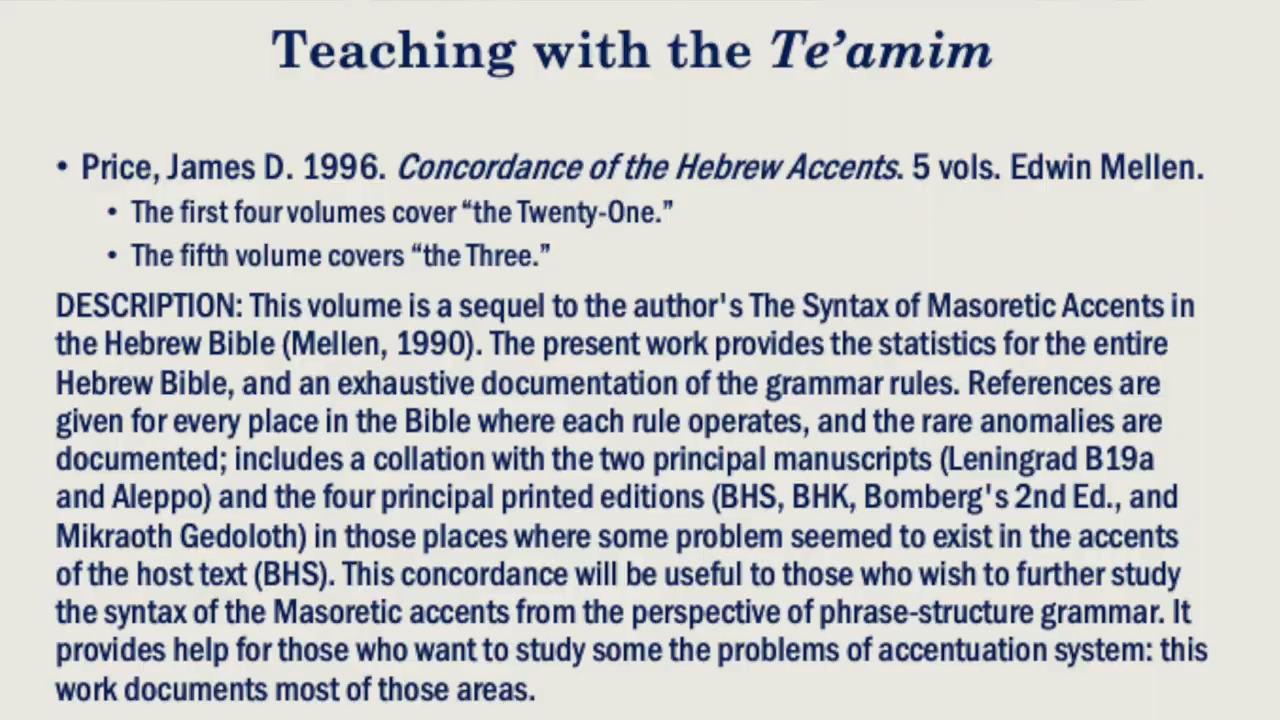 Teaching with the Te’amim
• Price, James D. 1996. Concordance of the Hebrew Accents. 5 vols. Edwin Mellen.
• The first four volumes cover “the Twenty-One.”
• The fifth volume covers “the Three.”
DESCRIPTION: This volume is a sequel to the author's The Syntax of Masoretic Accents in
the Hebrew Bible (Mellen, 1990). The present work provides the statistics for the entire
Hebrew Bible, and an exhaustive documentation of the grammar rules. References are
given for every place in the Bible where each rule operates, and the rare anomalies are
documented; includes a collation with the two principal manuscripts (Leningrad B19a
and Aleppo) and the four principal printed editions (BHS, BHK, Bomberg's 2nd Ed., and
Mikraoth Gedoloth) in those places where some problem seemed to exist in the accents
of the host text (BHS). This concordance will be useful to those who wish to further study
the syntax of the Masoretic accents from the perspective of phrase-structure grammar. It
provides help for those who want to study some the problems of accentuation system: this
work documents most of those areas.